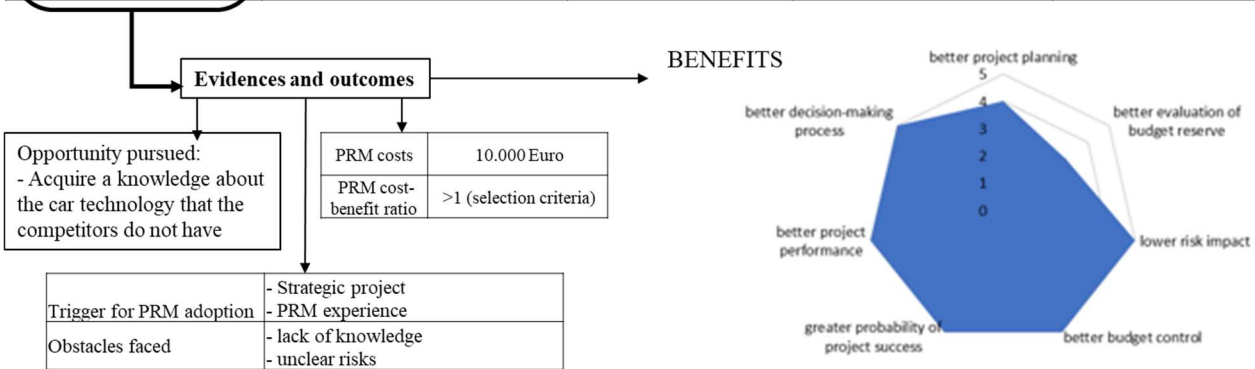 Evidences and outcomes
BENEFITS
Opportunity pursued:
- Acquire a knowledge about
the car technology that the
competitors do not have
PRM costs
10.000 Euro
PRM cost-
benefit ratio
>1 (selection criteria)
Trigger for PRM adoption
- Strategic project
- PRM experience
Obstacles faced
- lack of knowledge
- unclear risks
better project planning
5
4
3
2
1
0
better evaluation of
budget reserve
lower risk impact
better budget control
greater probability of
project success
better project
performance
better decision-making
process